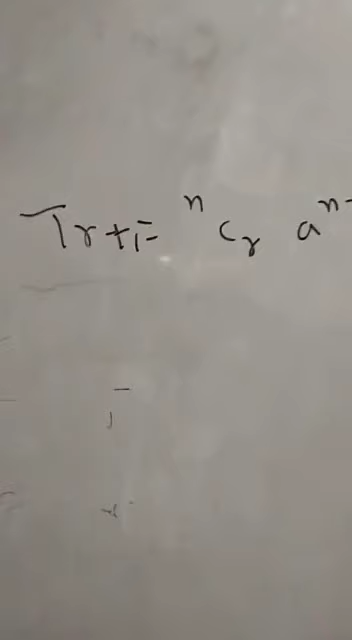 Tr+1= ⁿCr aⁿ⁻